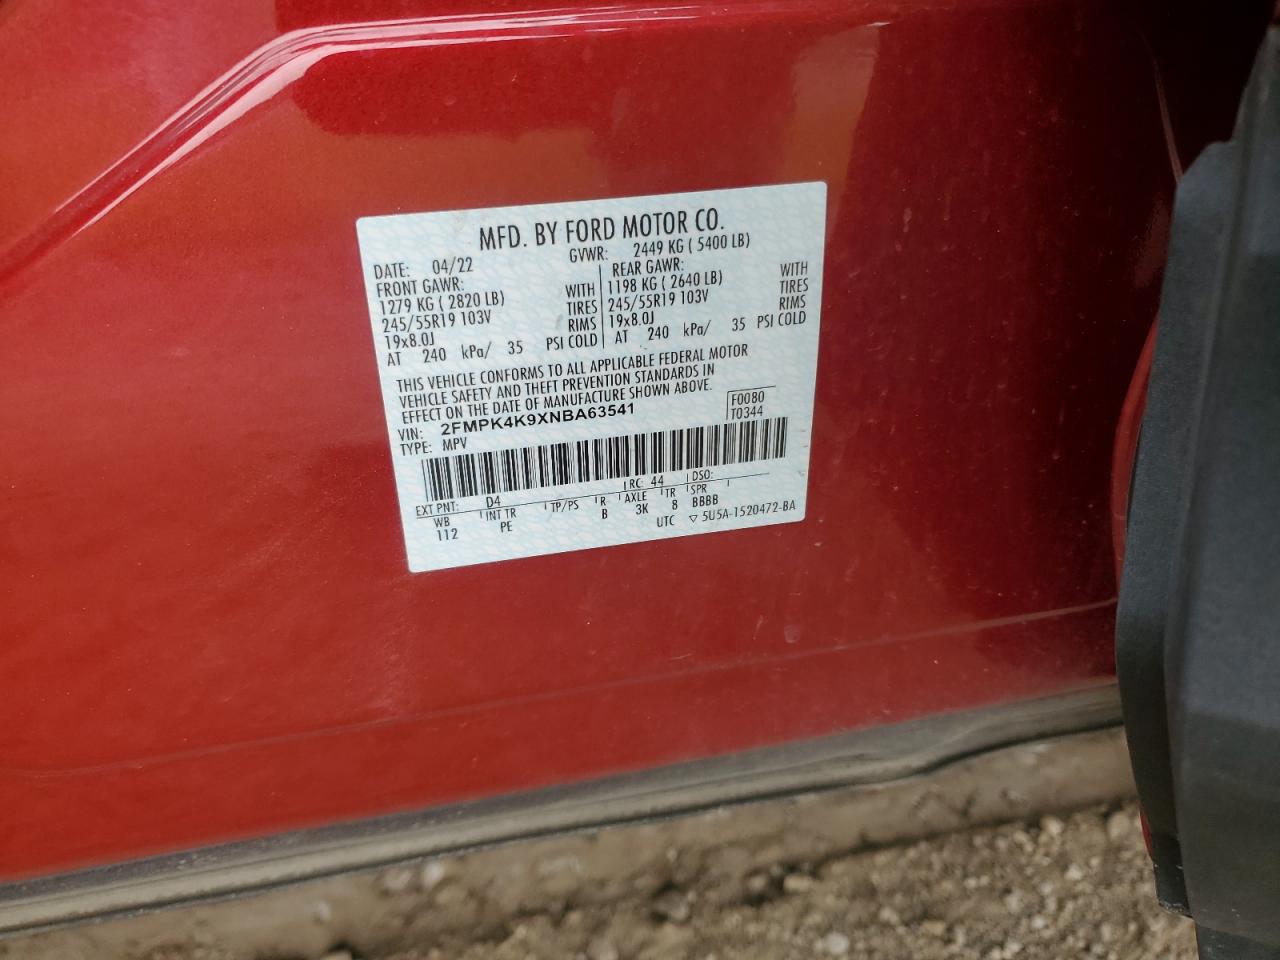 MFD. BY FORD MOTOR CO.
DATE: 04/22 GVWR: 2449 KG ( 5400 LB)
FRONT GAWR: REAR GAWR:
1279 KG ( 2820 LB) WITH 1198 KG ( 2640 LB) WITH
245/55R19 103V TIRES 245/55R19 103V TIRES
19x8.0J RIMS 19x8.0J RIMS
AT 240 kPa/ 35 PSI COLD AT 240 kPa/ 35 PSI COLD
THIS VEHICLE CONFORMS TO ALL APPLICABLE FEDERAL MOTOR
VEHICLE SAFETY AND THEFT PREVENTION STANDARDS IN
EFFECT ON THE DATE OF MANUFACTURE SHOWN ABOVE.
VIN: 2FMPK4K9XNBA63541 F0080
TYPE: MPV T0344
EXT PNT: D4 RC: 44 DSO:
WB INT TR TP/PS R AXLE TR SPR
112 PE B 3K 8 BBBB
UTC ▽ 5U5A-1520472-BA